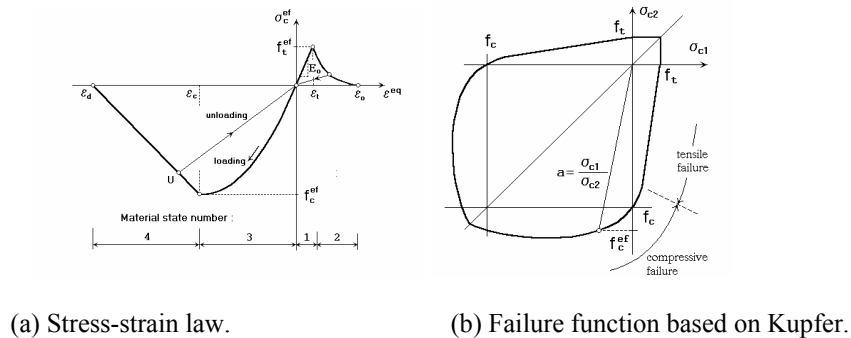 σ_c^ef
f_t^ef
E_o
ε_d
ε_c
ε_t
ε_o
ε^eq
unloading
loading
U
f_c^ef
Material state number :
4
3
1
2
σ_c2
f_c
f_t
σ_c1
f_t
a = σ_c1 / σ_c2
tensile
failure
f_c
f_c^ef
compressive
failure
(a) Stress-strain law.
(b) Failure function based on Kupfer.